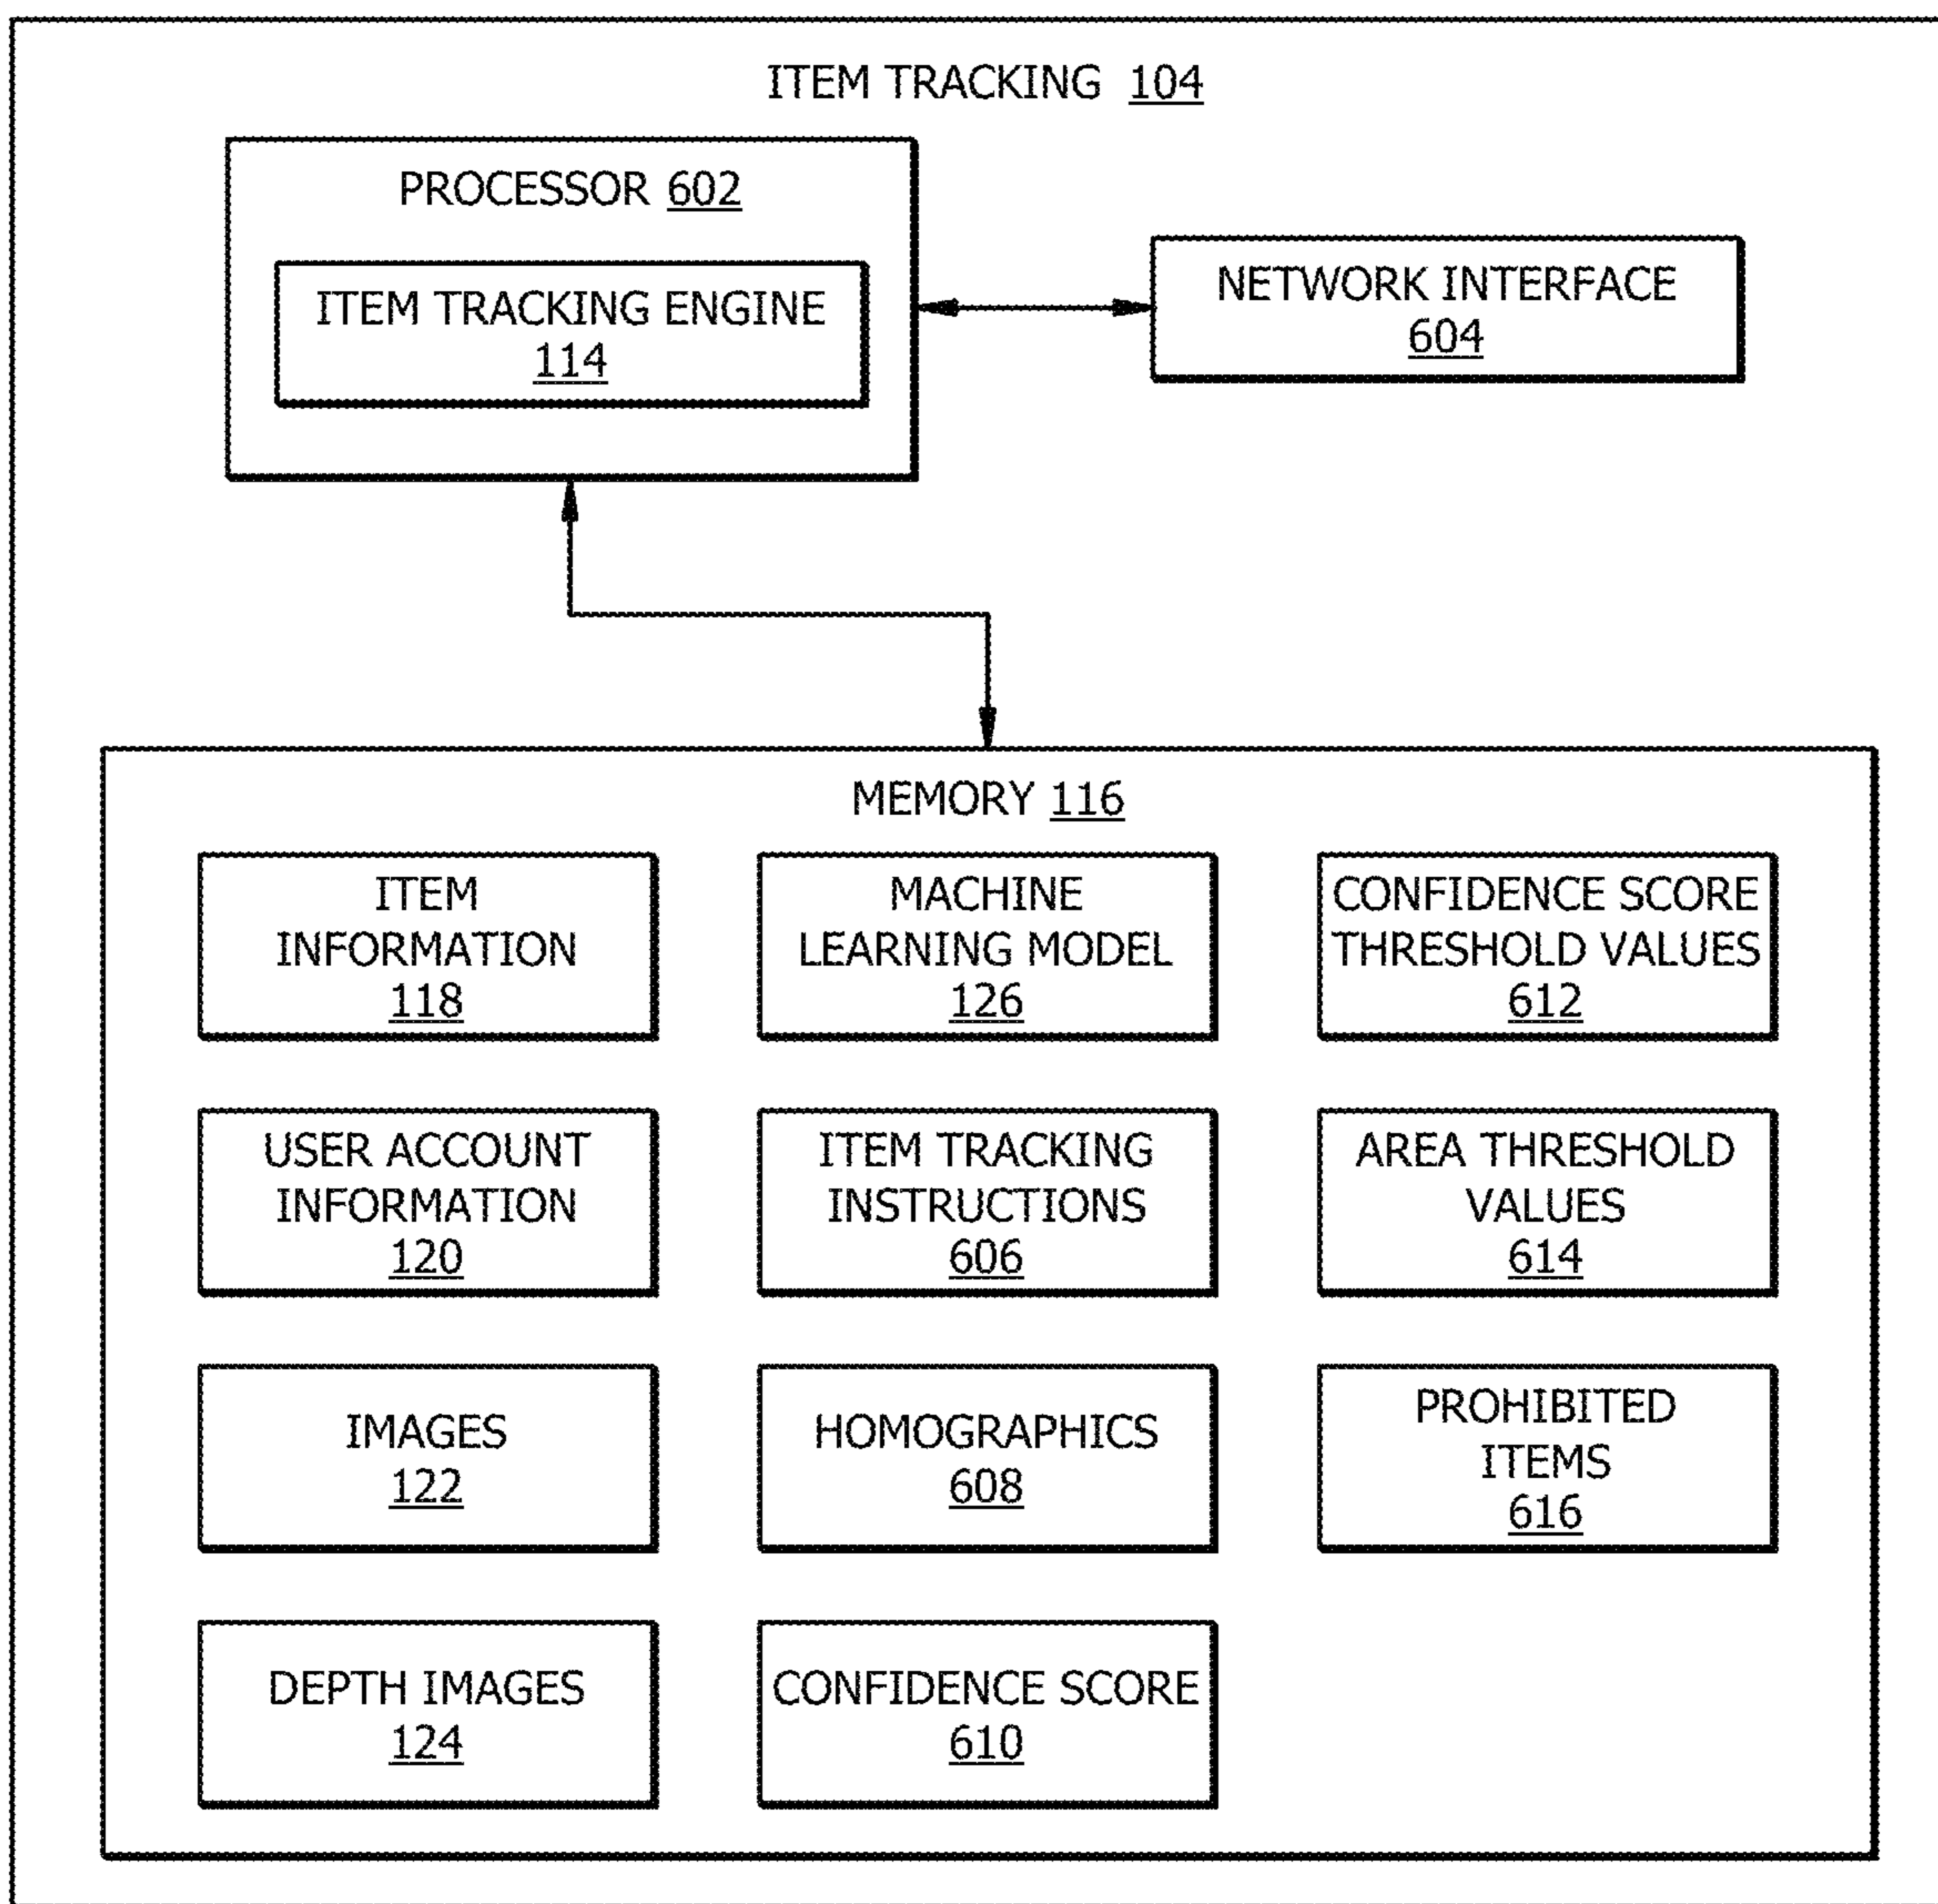 ITEM TRACKING 104
PROCESSOR 602
ITEM TRACKING ENGINE
114
NETWORK INTERFACE
604
MEMORY 116
ITEM
INFORMATION
118
MACHINE
LEARNING MODEL
126
CONFIDENCE SCORE
THRESHOLD VALUES
612
USER ACCOUNT
INFORMATION
120
ITEM TRACKING
INSTRUCTIONS
606
AREA THRESHOLD
VALUES
614
IMAGES
122
HOMOGRAPHICS
608
PROHIBITED
ITEMS
616
DEPTH IMAGES
124
CONFIDENCE SCORE
610